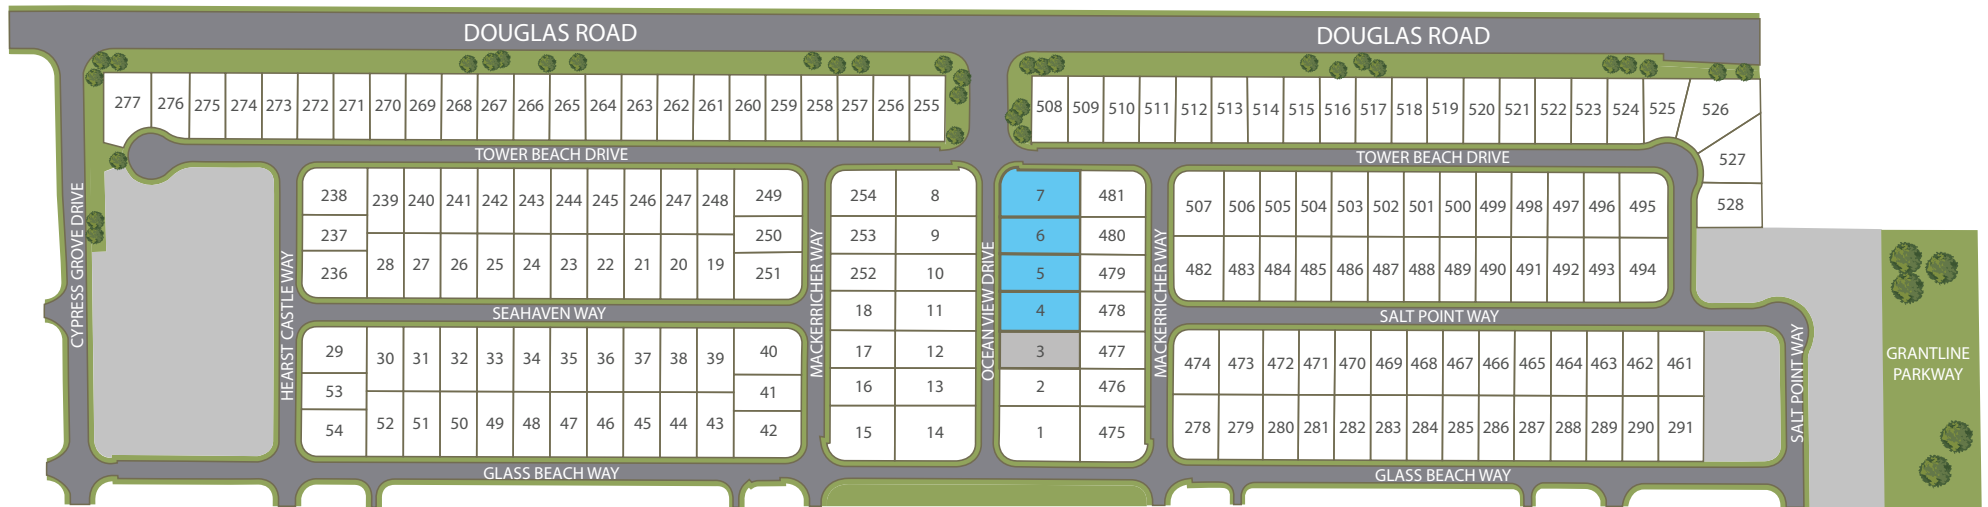 DOUGLAS ROAD DOUGLAS ROAD
277 276 275 274 273 272 271 270 269 268 267 266 265 264 263 262 261 260 259 258 257 256 255
508 509 510 511 512 513 514 515 516 517 518 519 520 521 522 523 524 525 526
527
528
TOWER BEACH DRIVE TOWER BEACH DRIVE
CYPRESS GROVE DRIVE
HEARST CASTLE WAY
238 239 240 241 242 243 244 245 246 247 248 249
237 250
236 28 27 26 25 24 23 22 21 20 19 251
SEAHAVEN WAY
29 30 31 32 33 34 35 36 37 38 39 40
53 41
54 52 51 50 49 48 47 46 45 44 43 42
GLASS BEACH WAY
MACKERRICHER WAY
254 8
253 9
252 10
18 11
17 12
16 13
15 14
OCEAN VIEW DRIVE
7 481
6 480
5 479
4 478
3 477
2 476
1 475
MACKERRICHER WAY
507 506 505 504 503 502 501 500 499 498 497 496 495
482 483 484 485 486 487 488 489 490 491 492 493 494
SALT POINT WAY
474 473 472 471 470 469 468 467 466 465 464 463 462 461
278 279 280 281 282 283 284 285 286 287 288 289 290 291
GLASS BEACH WAY
SALT POINT WAY
GRANTLINE
PARKWAY